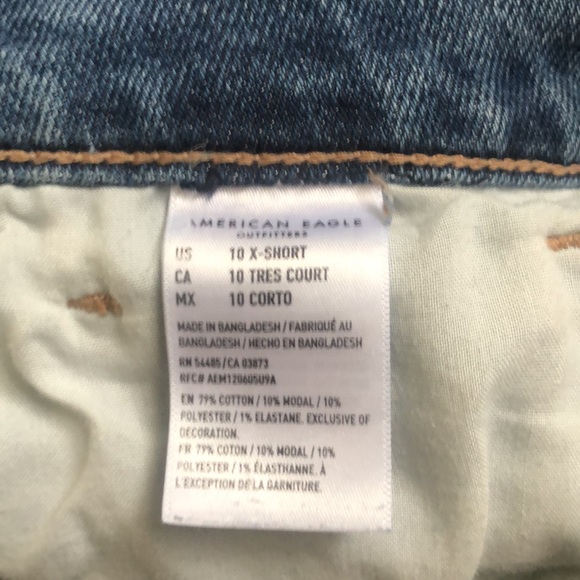 AMERICAN EAGLE
OUTFITTERS
US 10 X-SHORT
CA 10 TRES COURT
MX 10 CORTO
MADE IN BANGLADESH / FABRIQUÉ AU
BANGLADESH / HECHO EN BANGLADESH
RN 54485/CA 03873
RFC# AEM120605U9A
EN 79% COTTON / 10% MODAL / 10%
POLYESTER / 1% ELASTANE. EXCLUSIVE OF
DECORATION.
FR 79% COTON / 10% MODAL / 10%
POLYESTER / 1% ÉLASTHANNE. À
L'EXCEPTION DE LA GARNITURE.